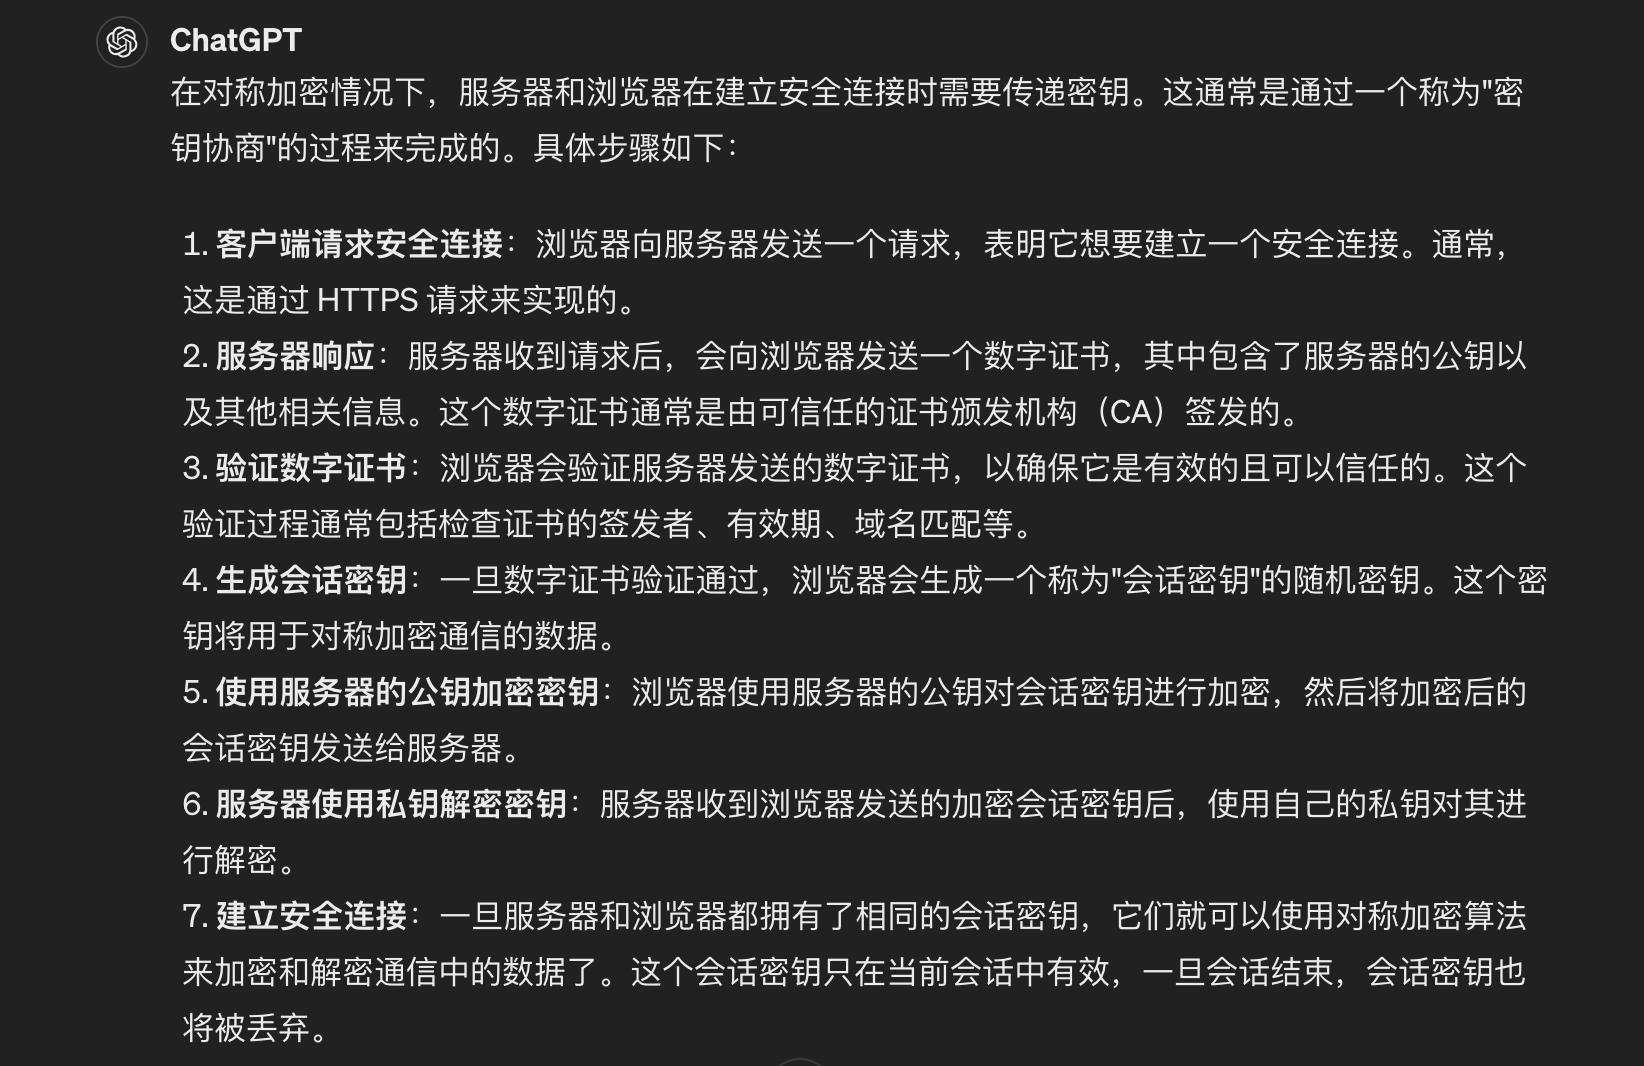 ChatGPT
在对称加密情况下，服务器和浏览器在建立安全连接时需要传递密钥。这通常是通过一个称为"密
钥协商"的过程来完成的。具体步骤如下：
1. 客户端请求安全连接：浏览器向服务器发送一个请求，表明它想要建立一个安全连接。通常，
这是通过 HTTPS 请求来实现的。
2. 服务器响应：服务器收到请求后，会向浏览器发送一个数字证书，其中包含了服务器的公钥以
及其他相关信息。这个数字证书通常是由可信任的证书颁发机构（CA）签发的。
3. 验证数字证书：浏览器会验证服务器发送的数字证书，以确保它是有效的且可以信任的。这个
验证过程通常包括检查证书的签发者、有效期、域名匹配等。
4. 生成会话密钥：一旦数字证书验证通过，浏览器会生成一个称为"会话密钥"的随机密钥。这个密
钥将用于对称加密通信的数据。
5. 使用服务器的公钥加密密钥：浏览器使用服务器的公钥对会话密钥进行加密，然后将加密后的
会话密钥发送给服务器。
6. 服务器使用私钥解密密钥：服务器收到浏览器发送的加密会话密钥后，使用自己的私钥对其进
行解密。
7. 建立安全连接：一旦服务器和浏览器都拥有了相同的会话密钥，它们就可以使用对称加密算法
来加密和解密通信中的数据了。这个会话密钥只在当前会话中有效，一旦会话结束，会话密钥也
将被丢弃。